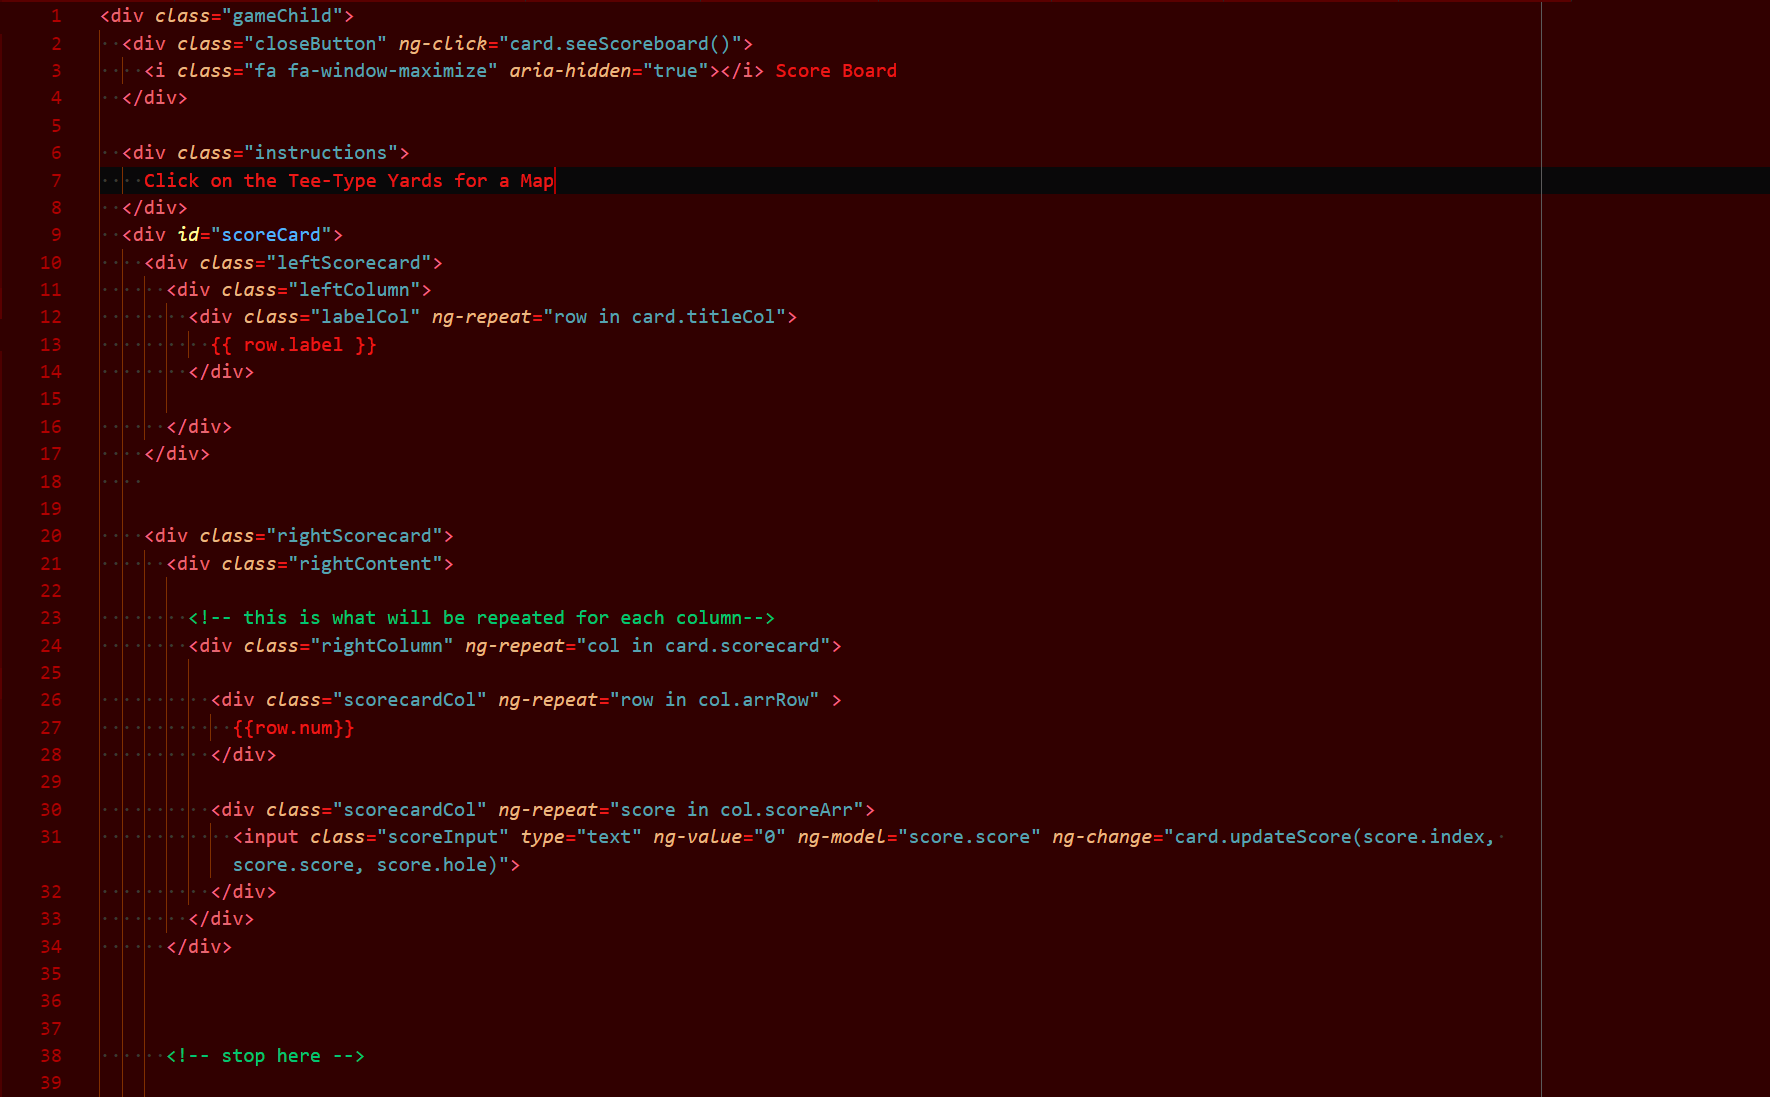 1 <div class="gameChild">
2 <div class="closeButton" ng-click="card.seeScoreboard()">
3 <i class="fa fa-window-maximize" aria-hidden="true"></i> Score Board
4 </div>
5
6 <div class="instructions">
7 Click on the Tee-Type Yards for a Map
8 </div>
9 <div id="scoreCard">
10 <div class="leftScorecard">
11 <div class="leftColumn">
12 <div class="labelCol" ng-repeat="row in card.titleCol">
13 {{ row.label }}
14 </div>
15
16 </div>
17 </div>
18
19
20 <div class="rightScorecard">
21 <div class="rightContent">
22
23 <!-- this is what will be repeated for each column-->
24 <div class="rightColumn" ng-repeat="col in card.scorecard">
25
26 <div class="scorecardCol" ng-repeat="row in col.arrRow" >
27 {{row.num}}
28 </div>
29
30 <div class="scorecardCol" ng-repeat="score in col.scoreArr">
31 <input class="scoreInput" type="text" ng-value="0" ng-model="score.score" ng-change="card.updateScore(score.index,
score.score, score.hole)">
32 </div>
33 </div>
34 </div>
35
36
37
38 <!-- stop here -->
39